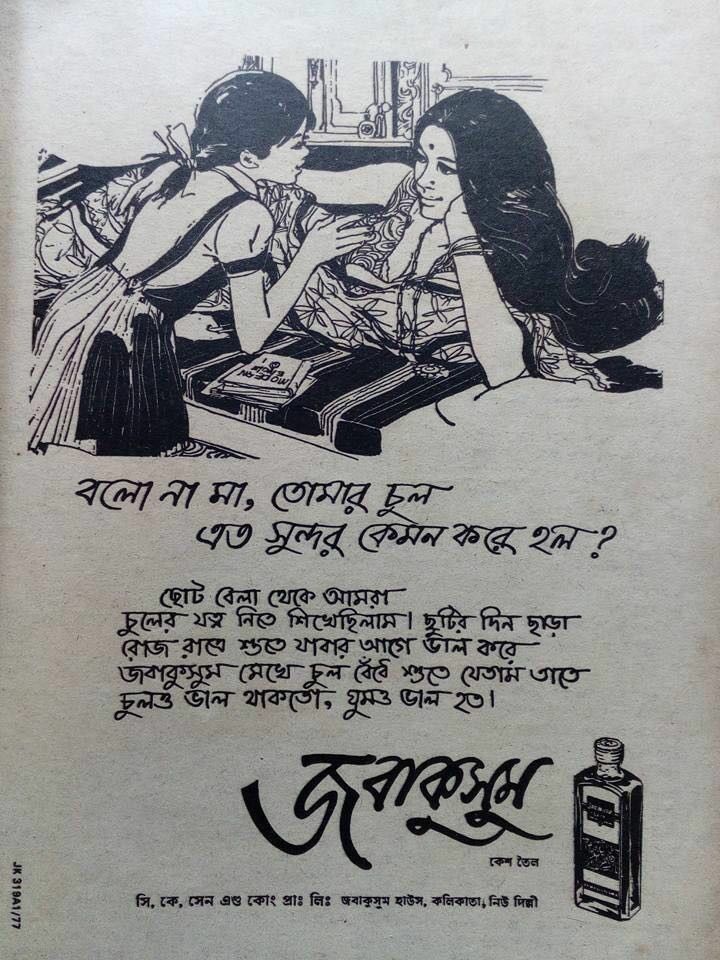 বলো না মা, তোমার চুল
এত সুন্দর কেমন করে হল ?
ছোট বেলা থেকে আমরা
চুলের যত্ন নিতে শিখেছিলাম। ছুটির দিন ছাড়া
রোজ রাত্রে শুতে যাবার আগে ভাল করে
জবাকুসুম মেখে চুল বেঁধে শুতে যেতাম তাতে
চুলও ভাল থাকতো, ঘুমও ভাল হত।
জবাকুসুম
কেশ তৈল
সি, কে, সেন এণ্ড কোং প্রাঃ লিঃ জবাকুসুম হাউস, কলিকাতা, নিউ দিল্লী
JK 319A1/77